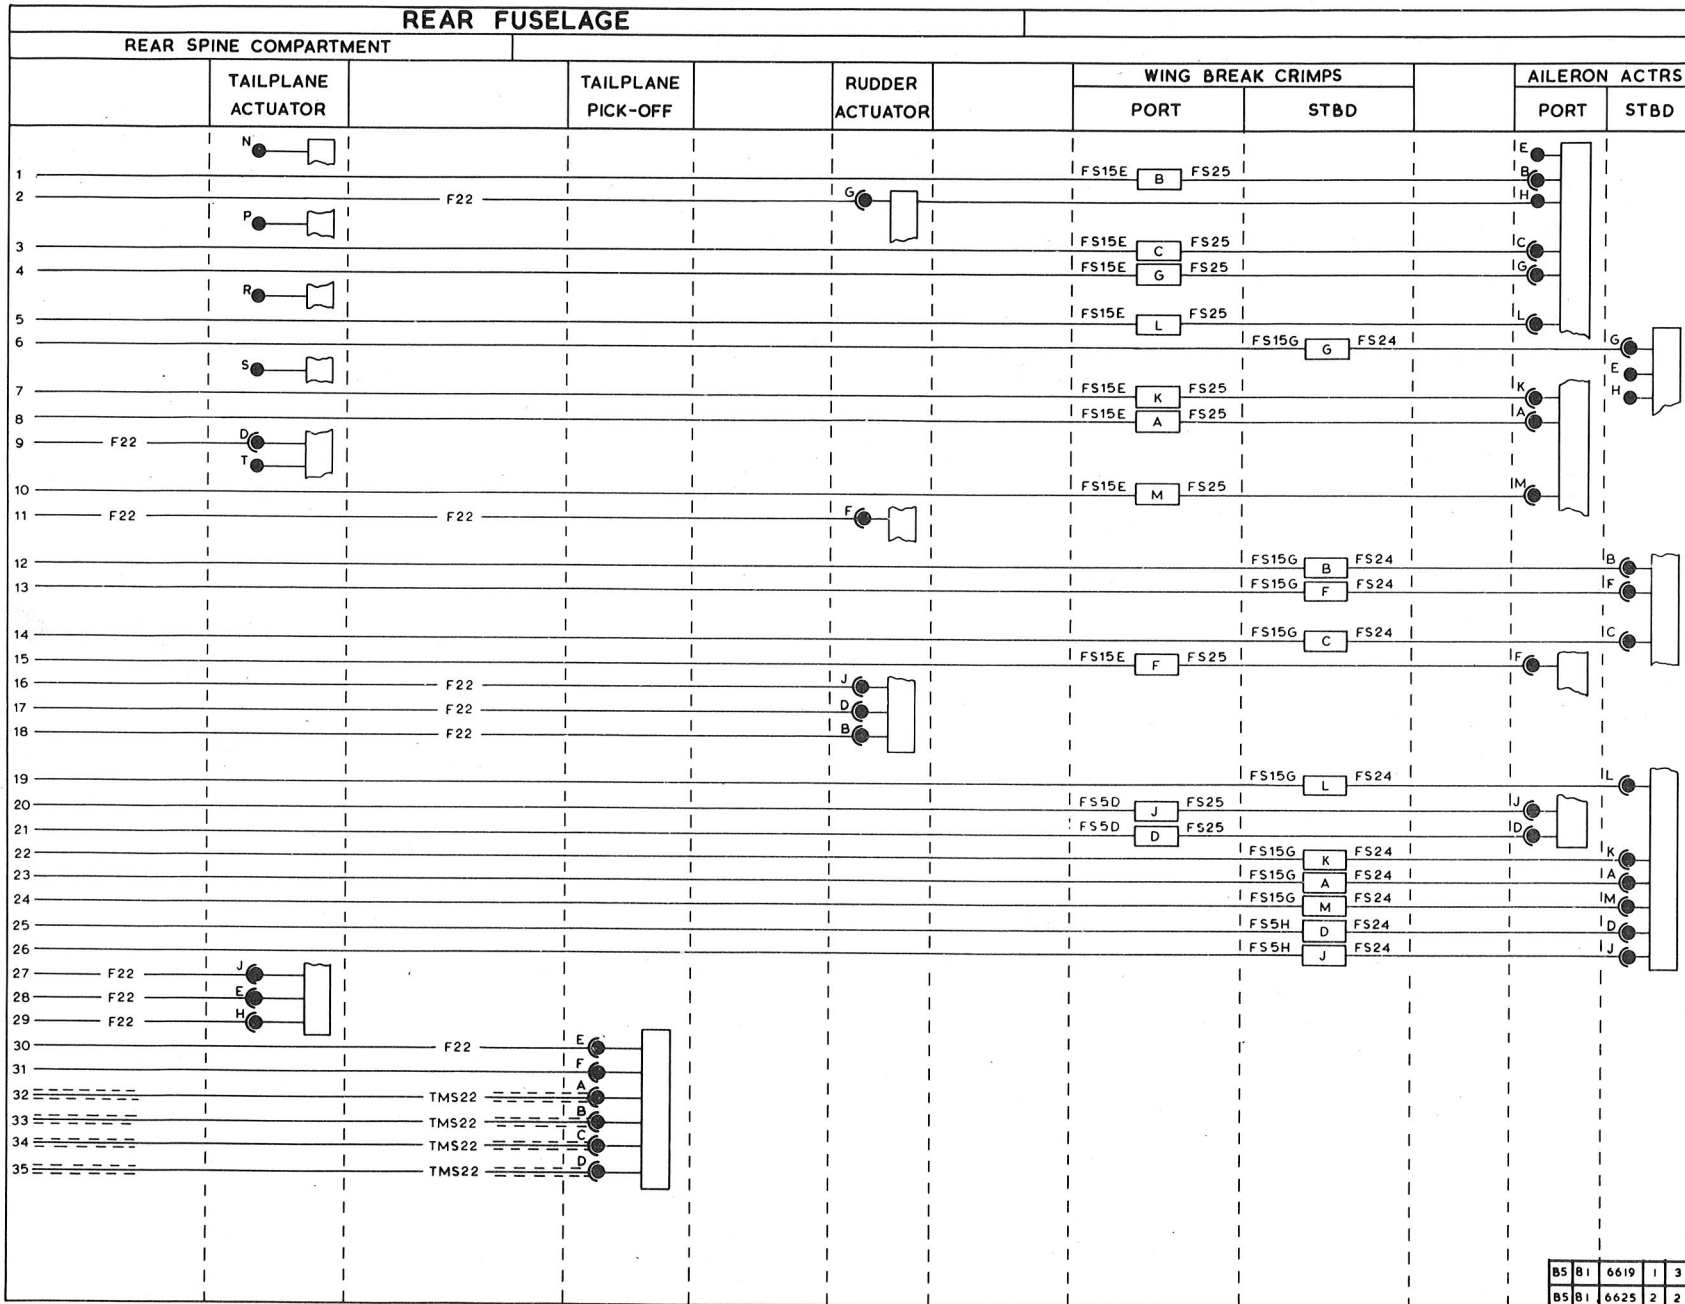 REAR FUSELAGE
REAR SPINE COMPARTMENT
TAILPLANE ACTUATOR
TAILPLANE PICK-OFF
RUDDER ACTUATOR
WING BREAK CRIMPS
PORT STBD
AILERON ACTRS
PORT STBD
N E
1 FS15E B FS25 B
2 F22 G H
P
3 FS15E C FS25 C
4 FS15E G FS25 G
R
5 FS15E L FS25 L
6 FS15G G FS24 G
S E
7 FS15E K FS25 K H
8 FS15E A FS25 A
9 F22 D
T
10 FS15E M FS25 M
11 F22 F22 F
12 FS15G B FS24 B
13 FS15G F FS24 F
14 FS15G C FS24 C
15 FS15E F FS25 F
16 F22 J
17 F22 D
18 F22 B
19 FS15G L FS24 L
20 FS5D J FS25 J
21 FS5D D FS25 D
22 FS15G K FS24 K
23 FS15G A FS24 A
24 FS15G M FS24 M
25 FS5H D FS24 D
26 FS5H J FS24 J
27 F22 J
28 F22 E
29 F22 H
30 F22 E
31 F
32 TMS22 A
33 TMS22 B
34 TMS22 C
35 TMS22 D
B5 B1 6619 1 3
B5 B1 6625 2 2